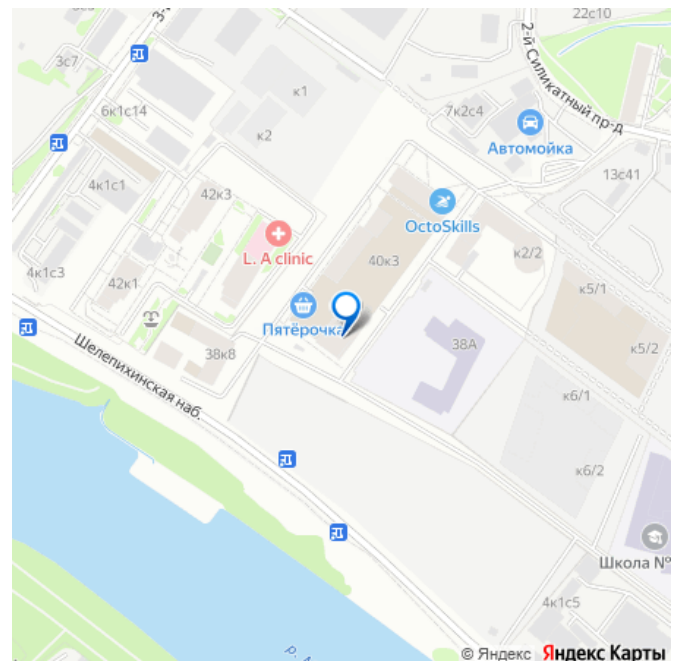 22с10
3с7
3-й
2-й Силикатный пр-д
к1
6к1с14
7к2с4
к2
Автомойка
13с41
4к1с1
42к3
OctoSkills
L. A clinic
40к3
к2/2
4к1с3
42к1
к5/1
Пятёрочка
38к8
38А
к5/2
Шелепихинская наб.
к6/1
к6/2
Школа №
4к1с5
р.
© Яндекс Яндекс Карты